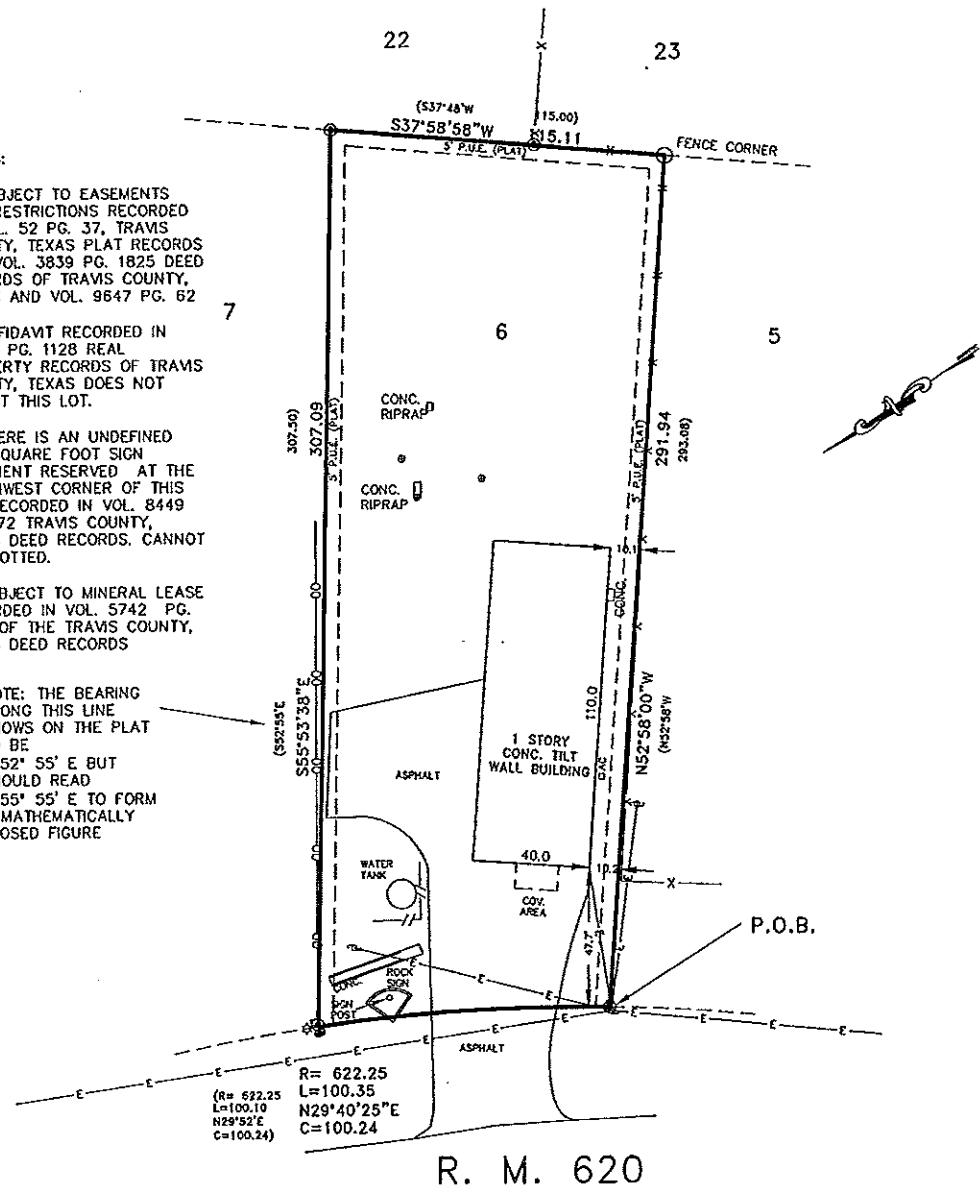 22
23
(S37°48'W
115.00)
S37°58'58"W
115.11
5' P.U.E. (PLAT)
FENCE CORNER
S:
BJECT TO EASEMENTS
RESTRICTIONS RECORDED
L. 52 PG. 37, TRAVIS
TY, TEXAS PLAT RECORDS
VOL. 3839 PG. 1825 DEED
RDS OF TRAVIS COUNTY,
AND VOL. 9647 PG. 62
FIDAVIT RECORDED IN
PG. 1128 REAL
ERTY RECORDS OF TRAVIS
TY, TEXAS DOES NOT
T THIS LOT.
ERE IS AN UNDEFINED
QUARE FOOT SIGN
MENT RESERVED AT THE
WEST CORNER OF THIS
ECORDED IN VOL. 8449
72 TRAVIS COUNTY,
DEED RECORDS. CANNOT
OTTED.
BJECT TO MINERAL LEASE
RDED IN VOL. 5742 PG.
OF THE TRAVIS COUNTY,
DEED RECORDS
OTE: THE BEARING
ONG THIS LINE
OWS ON THE PLAT
O BE
52° 55' E BUT
HOULD READ
55° 55' E TO FORM
MATHEMATICALLY
OSED FIGURE
7
6
5
307.50)
307.09
5' P.U.E. (PLAT)
(S52°55'E
S55°53'38"E
CONC.
RIPRAP
CONC.
RIPRAP
5' P.U.E. (PLAT)
291.94
293.08)
N
10.1
CONC.
110.0
N52°58'00"W
(N52°58'W
1 STORY
CONC. TILT
WALL BUILDING
ASPHALT
40.0
10.2
COV.
AREA
47.7
WATER
TANK
P.O.B.
CONC.
ROCK
SIGN
SIGN
POST
ASPHALT
(R= 622.25
L=100.10
N29°52'E
C=100.24)
R= 622.25
L=100.35
N29°40'25"E
C=100.24
R. M. 620